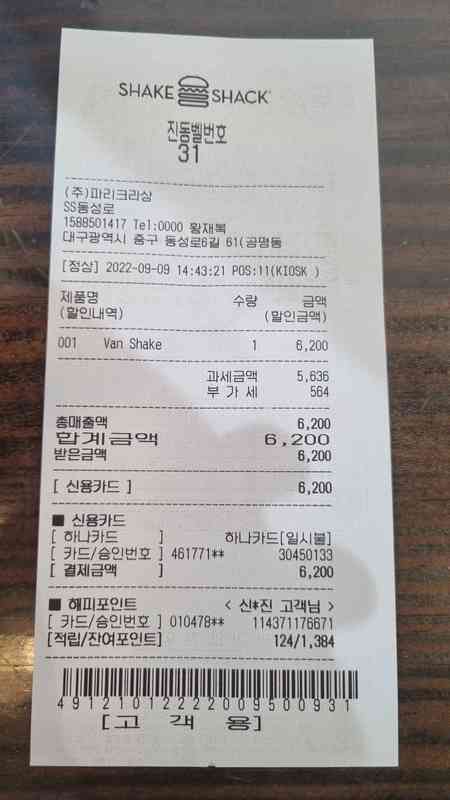 SHAKE SHACK
진동벨번호
31
(주)파리크라상
SS동성로
1588501417 Tel:0000 황재복
대구광역시 중구 동성로6길 61(공평동
[정상] 2022-09-09 14:43:21 POS:11(KIOSK )
제품명 수량 금액
(할인내역) (할인금액)
001 Van Shake 1 6,200
과세금액 5,636
부 가 세 564
총매출액 6,200
합계금액 6,200
받은금액 6,200
[ 신용카드 ] 6,200
■ 신용카드
[ 하나카드 ] 하나카드[일시불]
[ 카드/승인번호 ] 461771** 30450133
[ 결제금액 ] 6,200
■ 해피포인트 < 신*진 고객님 >
[ 카드/승인번호 ] 010478** 114371176671
[적립/잔여포인트] 124/1,384
4912101222200950093​1
[고 객 용]